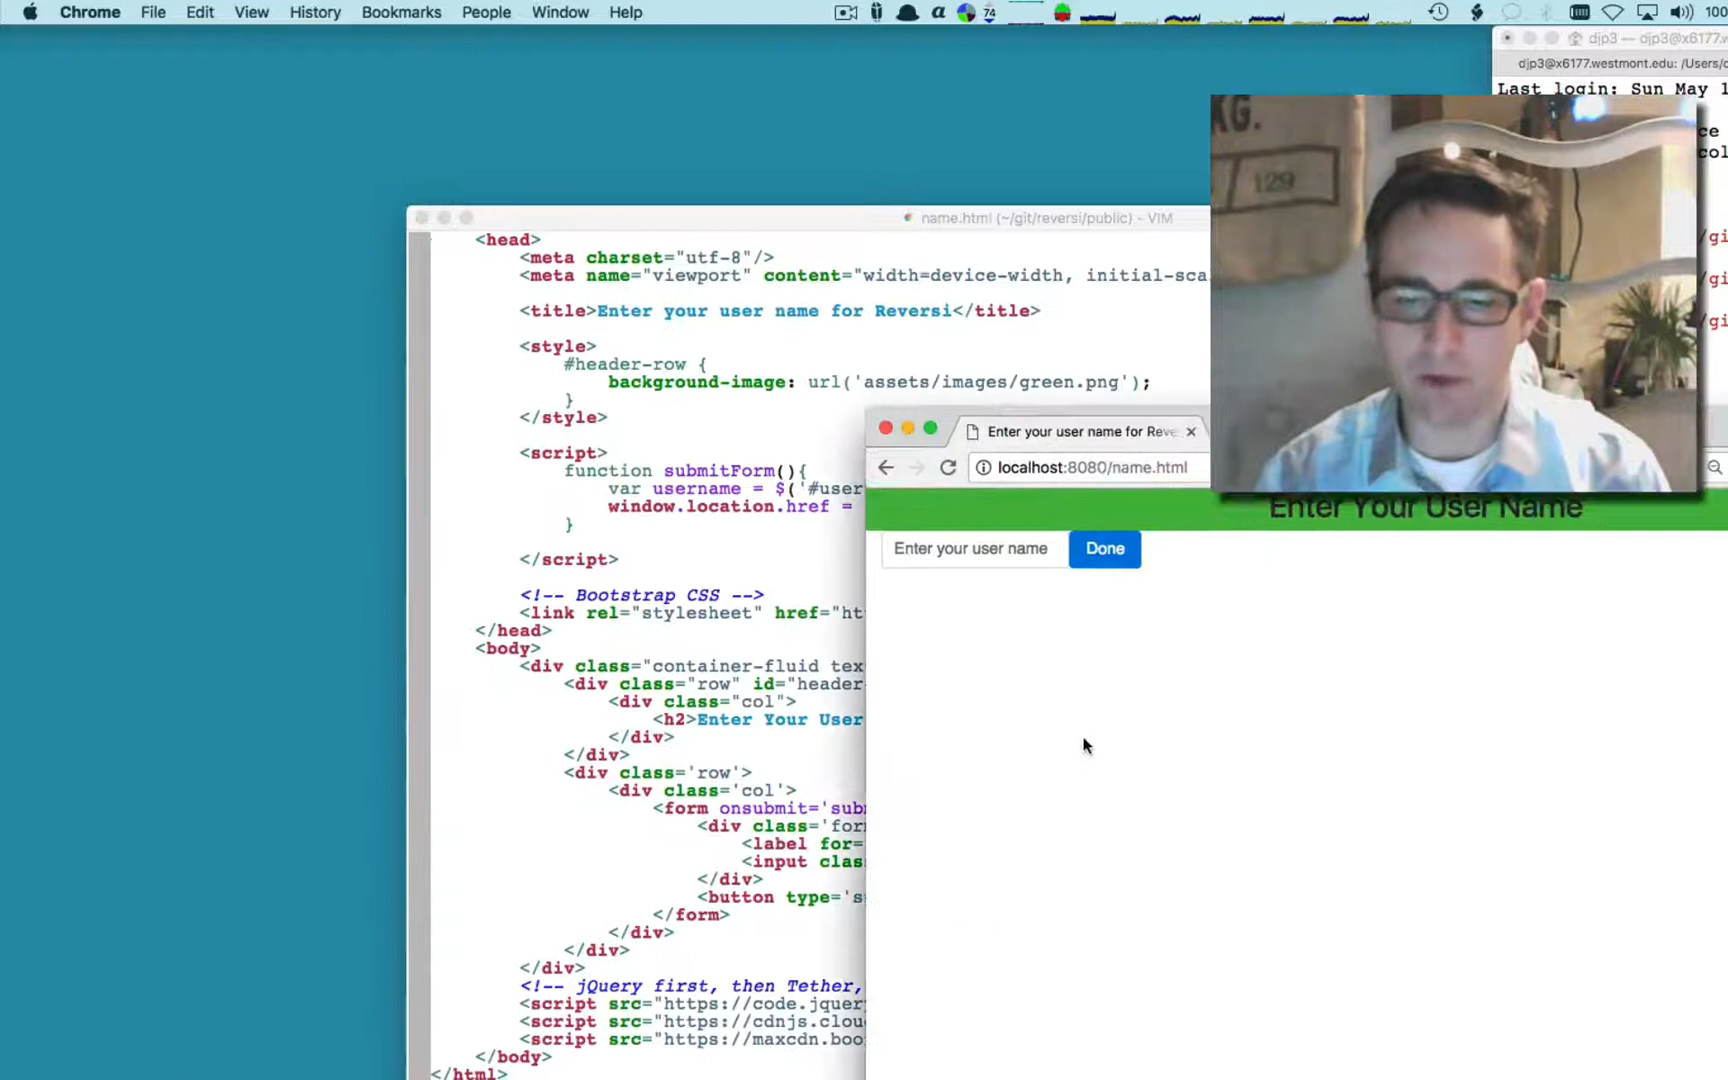 Chrome File Edit View History Bookmarks People Window Help
74
100
djp3 — djp3@x6177.
djp3@x6177.westmont.edu: /Users/
Last login: Sun May 1
name.html (~/git/reversi/public) - VIM
<head>
<meta charset="utf-8"/>
<meta name="viewport" content="width=device-width, initial-sca
<title>Enter your user name for Reversi</title>
<style>
#header-row {
background-image: url('assets/images/green.png');
}
</style>
<script>
function submitForm(){
var username = $('#user
window.location.href =
}
</script>
<!-- Bootstrap CSS -->
<link rel="stylesheet" href="ht
</head>
<body>
<div class="container-fluid tex
<div class="row" id="header-
<div class="col">
<h2>Enter Your User
</div>
</div>
<div class='row'>
<div class='col'>
<form onsubmit='sub
<div class='for
<label for=
<input clas
</div>
<button type='s
</form>
</div>
</div>
</div>
<!-- jQuery first, then Tether,
<script src="https://code.jquer
<script src="https://cdnjs.clou
<script src="https://maxcdn.boo
</body>
</html>
KG.
129
Enter your user name for Reve
localhost:8080/name.html
Enter Your User Name
Enter your user name
Done